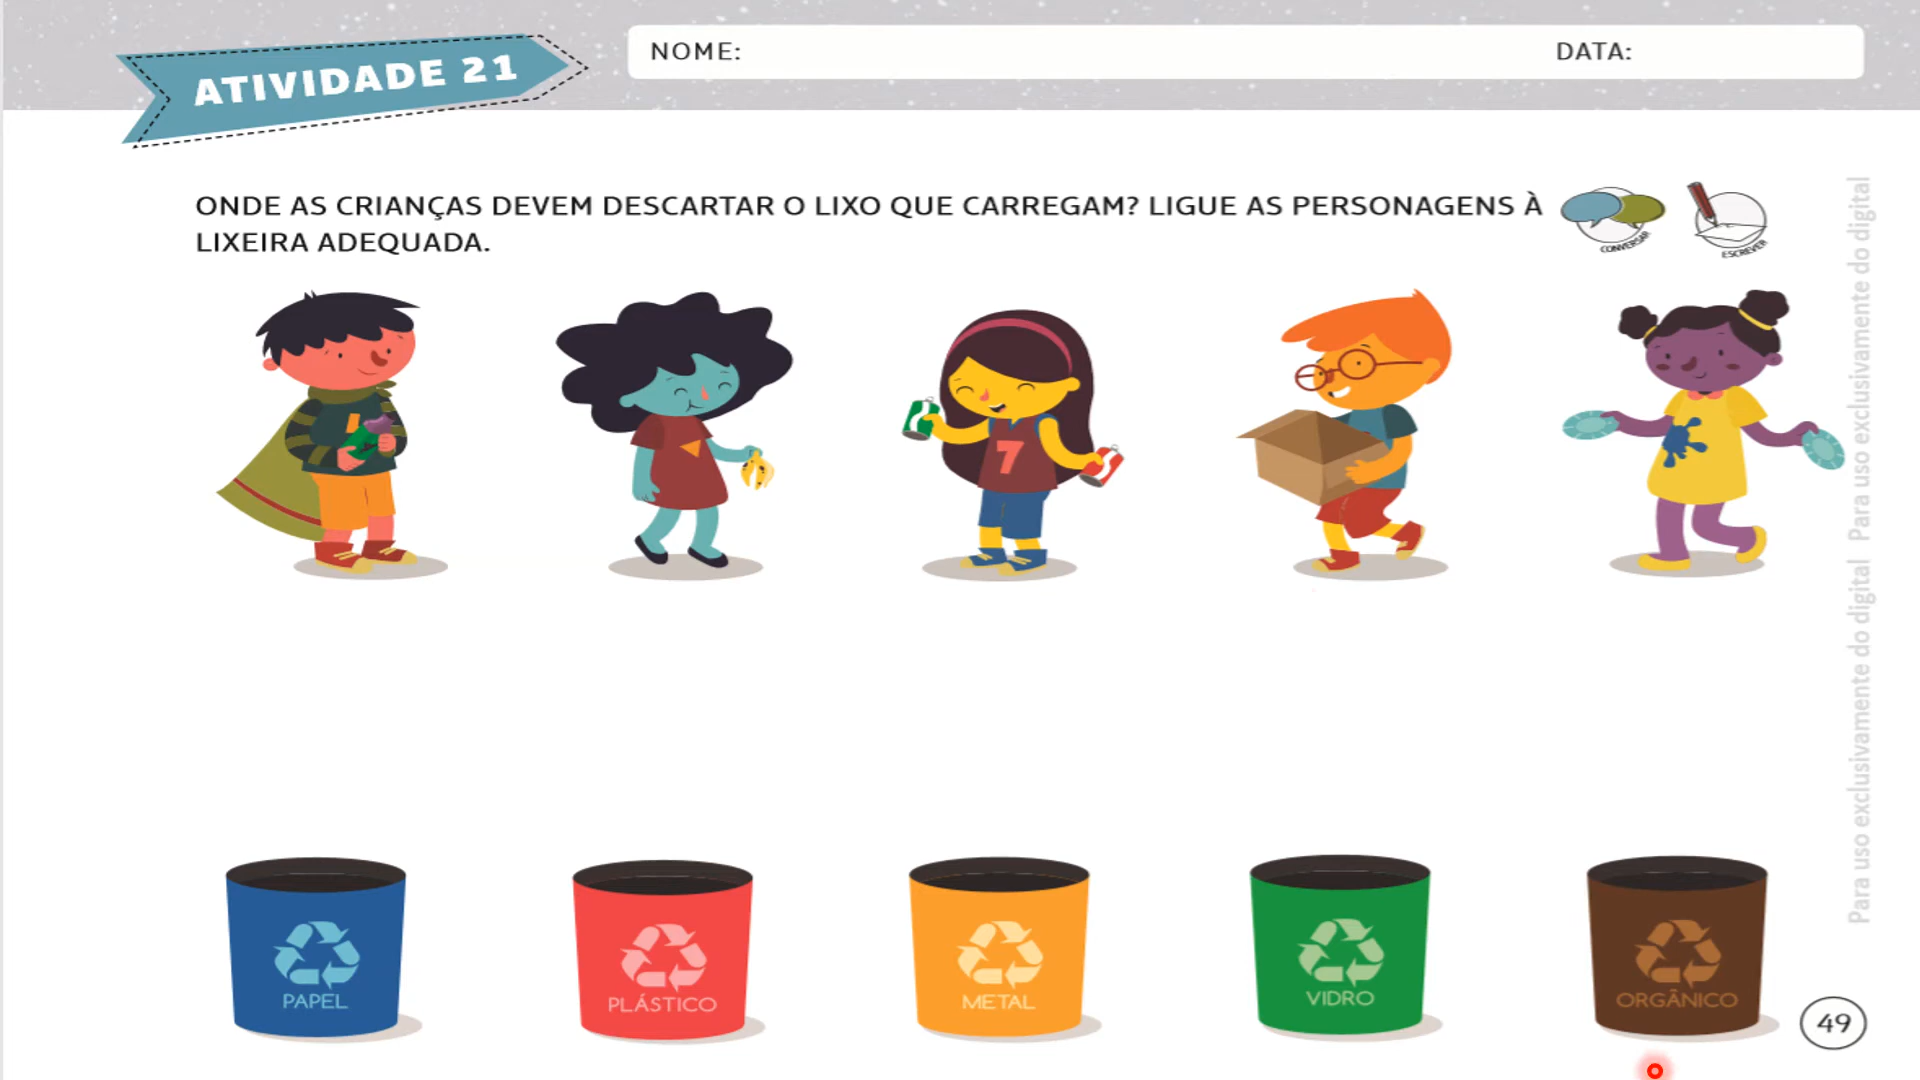 ATIVIDADE 21
NOME:
DATA:
ONDE AS CRIANÇAS DEVEM DESCARTAR O LIXO QUE CARREGAM? LIGUE AS PERSONAGENS À
LIXEIRA ADEQUADA.
CONVERSAR
ESCREVER
7
PAPEL
PLÁSTICO
METAL
VIDRO
ORGÂNICO
49
Para uso exclusivamente do digital Para uso exclusivamente do digital